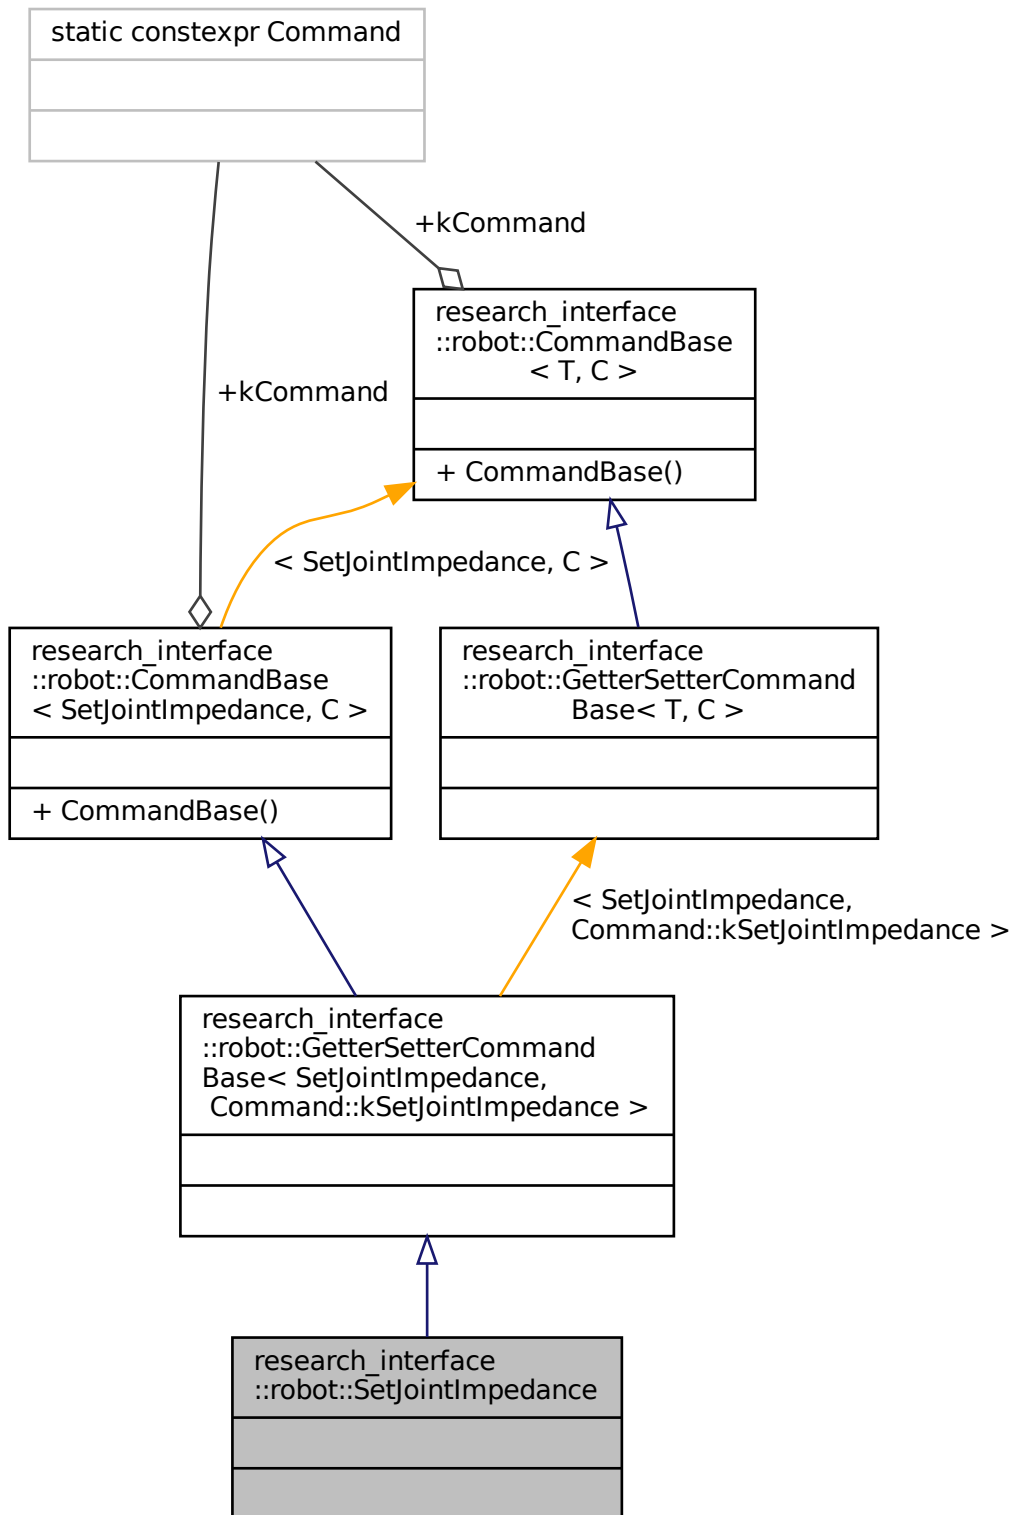 static constexpr Command
+kCommand
research_interface
::robot::CommandBase
< T, C >
+ CommandBase()
+kCommand
< SetJointImpedance, C >
research_interface
::robot::CommandBase
< SetJointImpedance, C >
+ CommandBase()
research_interface
::robot::GetterSetterCommand
Base< T, C >
< SetJointImpedance,
Command::kSetJointImpedance >
research_interface
::robot::GetterSetterCommand
Base< SetJointImpedance,
Command::kSetJointImpedance >
research_interface
::robot::SetJointImpedance